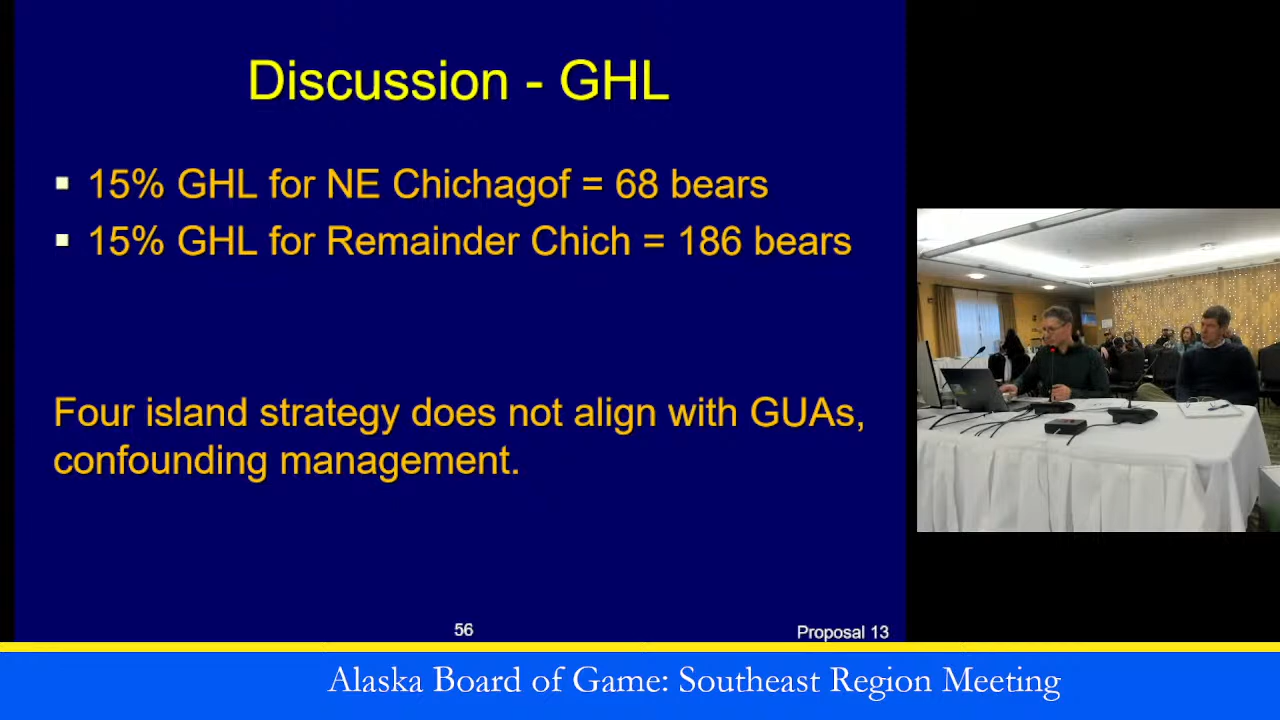 Discussion - GHL
▪ 15% GHL for NE Chichagof = 68 bears
▪ 15% GHL for Remainder Chich = 186 bears
Four island strategy does not align with GUAs,
confounding management.
56
Proposal 13
Alaska Board of Game: Southeast Region Meeting